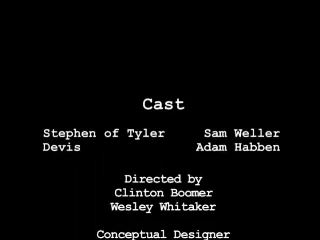 Cast
Stephen of Tyler Sam Weller
Devis Adam Habben
Directed by
Clinton Boomer
Wesley Whitaker
Conceptual Designer